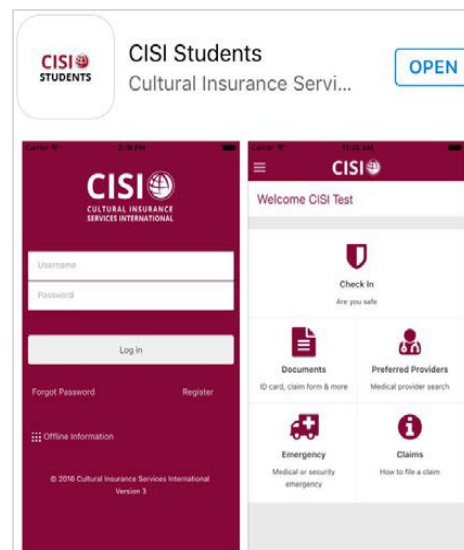 CISI
STUDENTS
CISI Students
Cultural Insurance Servi...
OPEN
CISI
CULTURAL INSURANCE
SERVICES INTERNATIONAL
Username
Password
Log in
Forgot Password
Register
Offline Information
© 2016 Cultural Insurance Services International
Version 3
CISI
Welcome CISI Test
Check In
Are you safe
Documents
ID card, claim form & more
Preferred Providers
Medical provider search
Emergency
Medical or security
emergency
Claims
How to file a claim